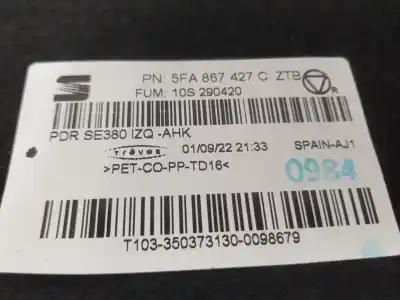 PN: 5FA 867 427 C ZTB
FUM: 10S 290420
R
PDR SE380 IZQ -AHK
Trèves
01/09/22 21:33
SPAIN-AJ1
>PET-CO-PP-TD16<
0984
T103-350373130-0098679